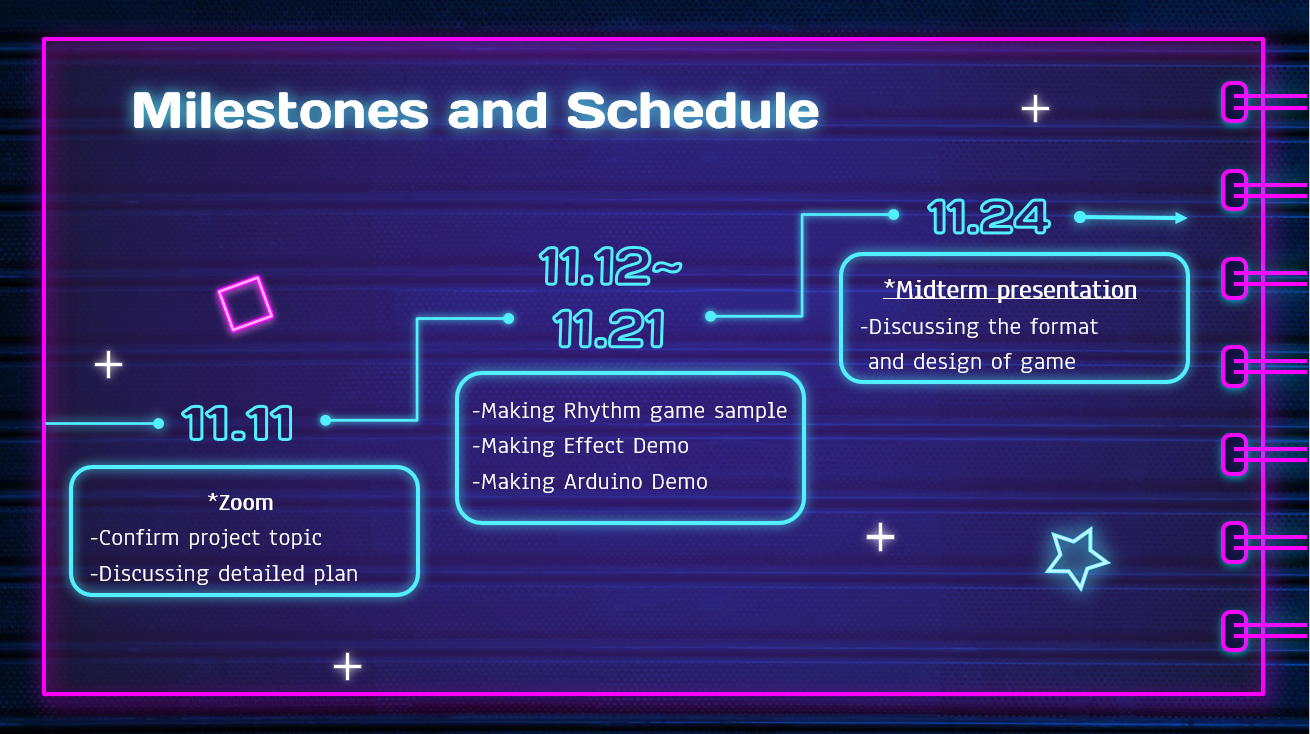 Milestones and Schedule
11.11
*Zoom
-Confirm project topic
-Discussing detailed plan
11.12~
11.21
-Making Rhythm game sample
-Making Effect Demo
-Making Arduino Demo
11.24
*Midterm presentation
-Discussing the format
and design of game